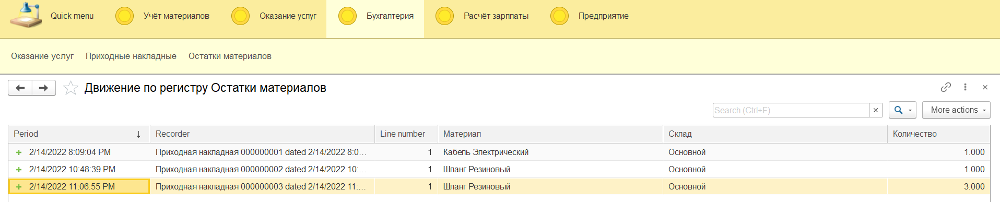 Quick menu Учёт материалов Оказание услуг Бухгалтерия Расчёт зарплаты Предприятие
Оказание услуг Приходные накладные Остатки материалов
Движение по регистру Остатки материалов
Search (Ctrl+F) More actions
Period Recorder Line number Материал Склад Количество
2/14/2022 8:09:04 PM Приходная накладная 000000001 dated 2/14/2022 8:0... 1 Кабель Электрический Основной 1.000
2/14/2022 10:48:39 PM Приходная накладная 000000002 dated 2/14/2022 10:... 1 Шланг Резиновый Основной 1.000
2/14/2022 11:06:55 PM Приходная накладная 000000003 dated 2/14/2022 11:... 1 Шланг Резиновый Основной 3.000